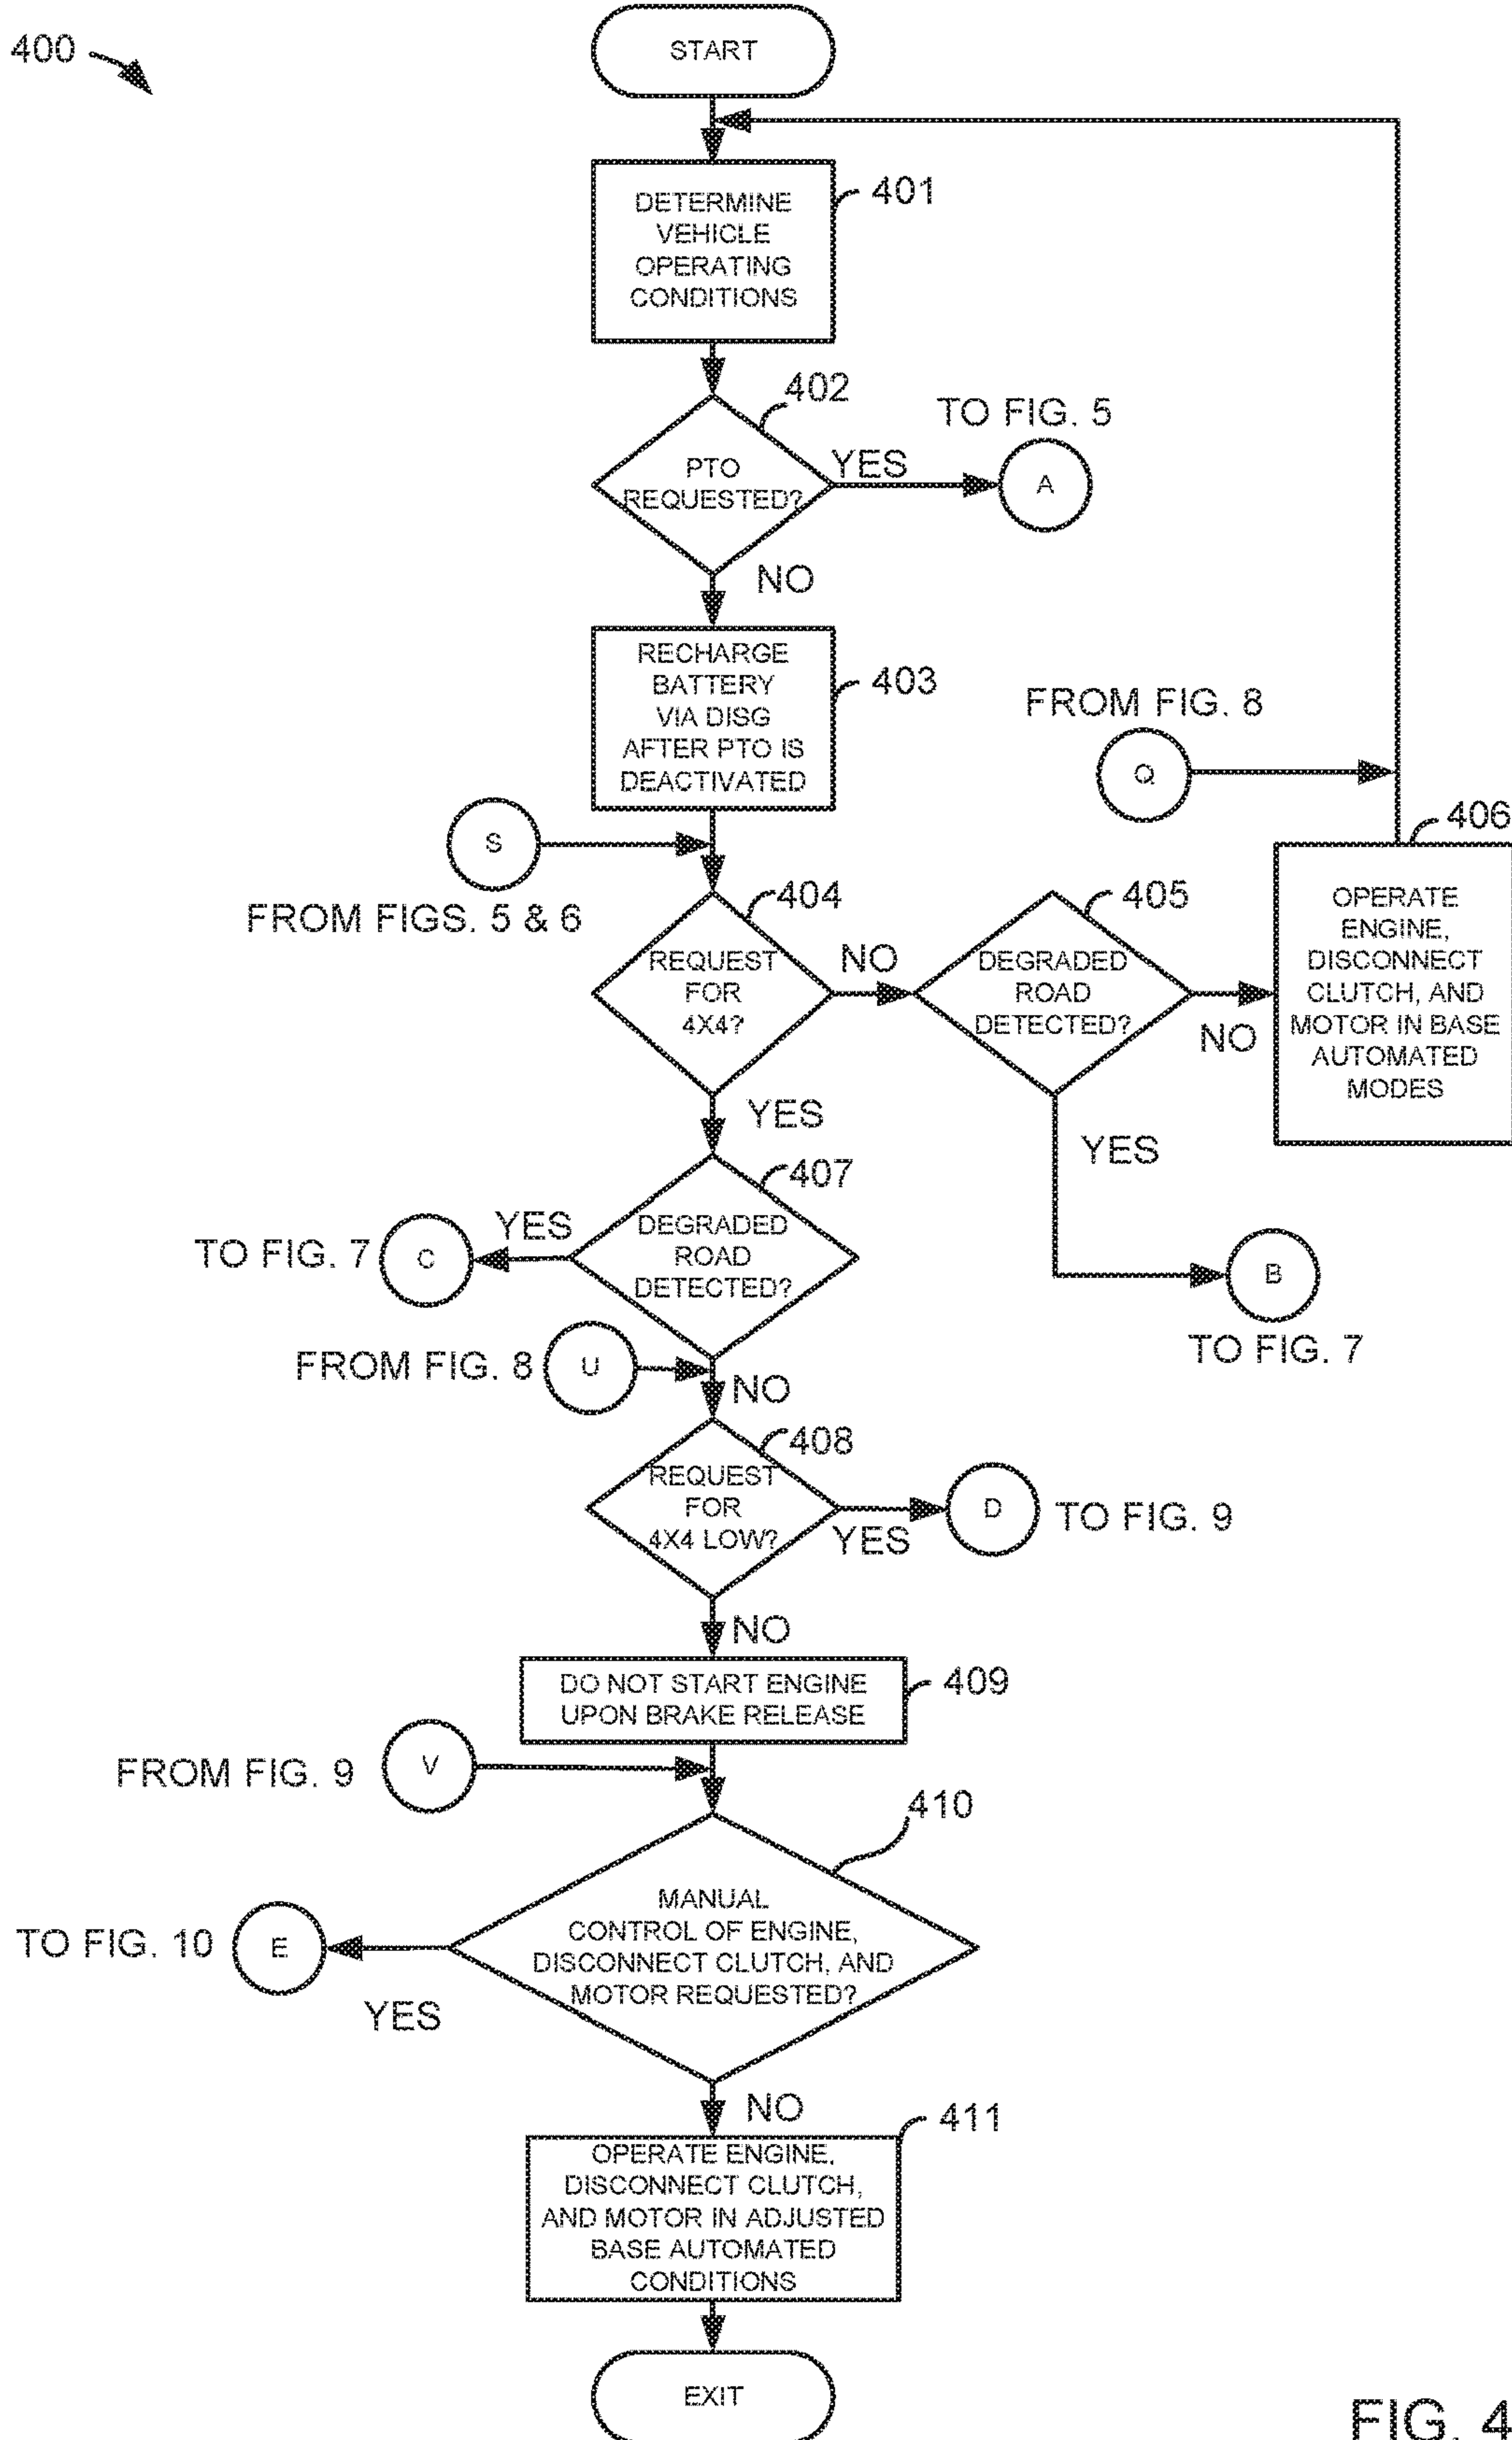 400
START
DETERMINE
VEHICLE
OPERATING
CONDITIONS
401
402
TO FIG. 5
PTO
REQUESTED?
YES
A
NO
RECHARGE
BATTERY
VIA DISG
AFTER PTO IS
DEACTIVATED
403
FROM FIG. 8
Q
S
FROM FIGS. 5 & 6
404
REQUEST
FOR
4X4?
NO
405
DEGRADED
ROAD
DETECTED?
NO
406
OPERATE
ENGINE,
DISCONNECT
CLUTCH, AND
MOTOR IN BASE
AUTOMATED
MODES
YES
YES
B
TO FIG. 7
407
DEGRADED
ROAD
DETECTED?
YES
C
TO FIG. 7
FROM FIG. 8
U
NO
408
REQUEST
FOR
4X4 LOW?
YES
D
TO FIG. 9
NO
DO NOT START ENGINE
UPON BRAKE RELEASE
409
FROM FIG. 9
V
410
MANUAL
CONTROL OF ENGINE,
DISCONNECT CLUTCH, AND
MOTOR REQUESTED?
TO FIG. 10
E
YES
NO
411
OPERATE ENGINE,
DISCONNECT CLUTCH,
AND MOTOR IN ADJUSTED
BASE AUTOMATED
CONDITIONS
EXIT
FIG. 4